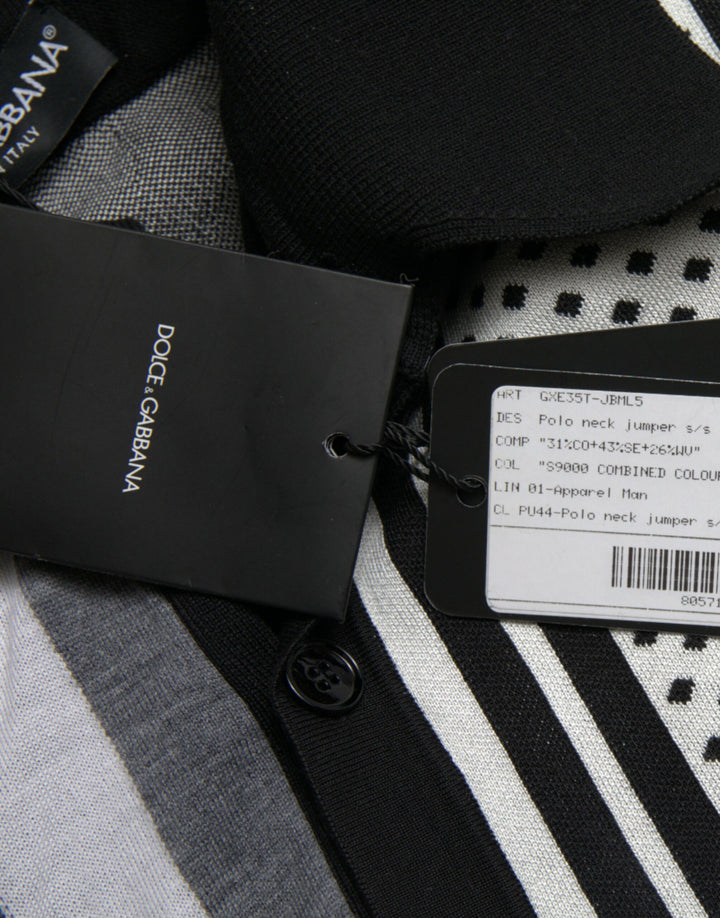 GABBANA®
ITALY
DOLCE & GABBANA
ART GXE35T-JBML5
DES Polo neck jumper s/s
COMP "31%CO+43%SE+26%WV"
COL "S9000 COMBINED COLOUR
LIN 01-Apparel Man
CL PU44-Polo neck jumper s/
8057